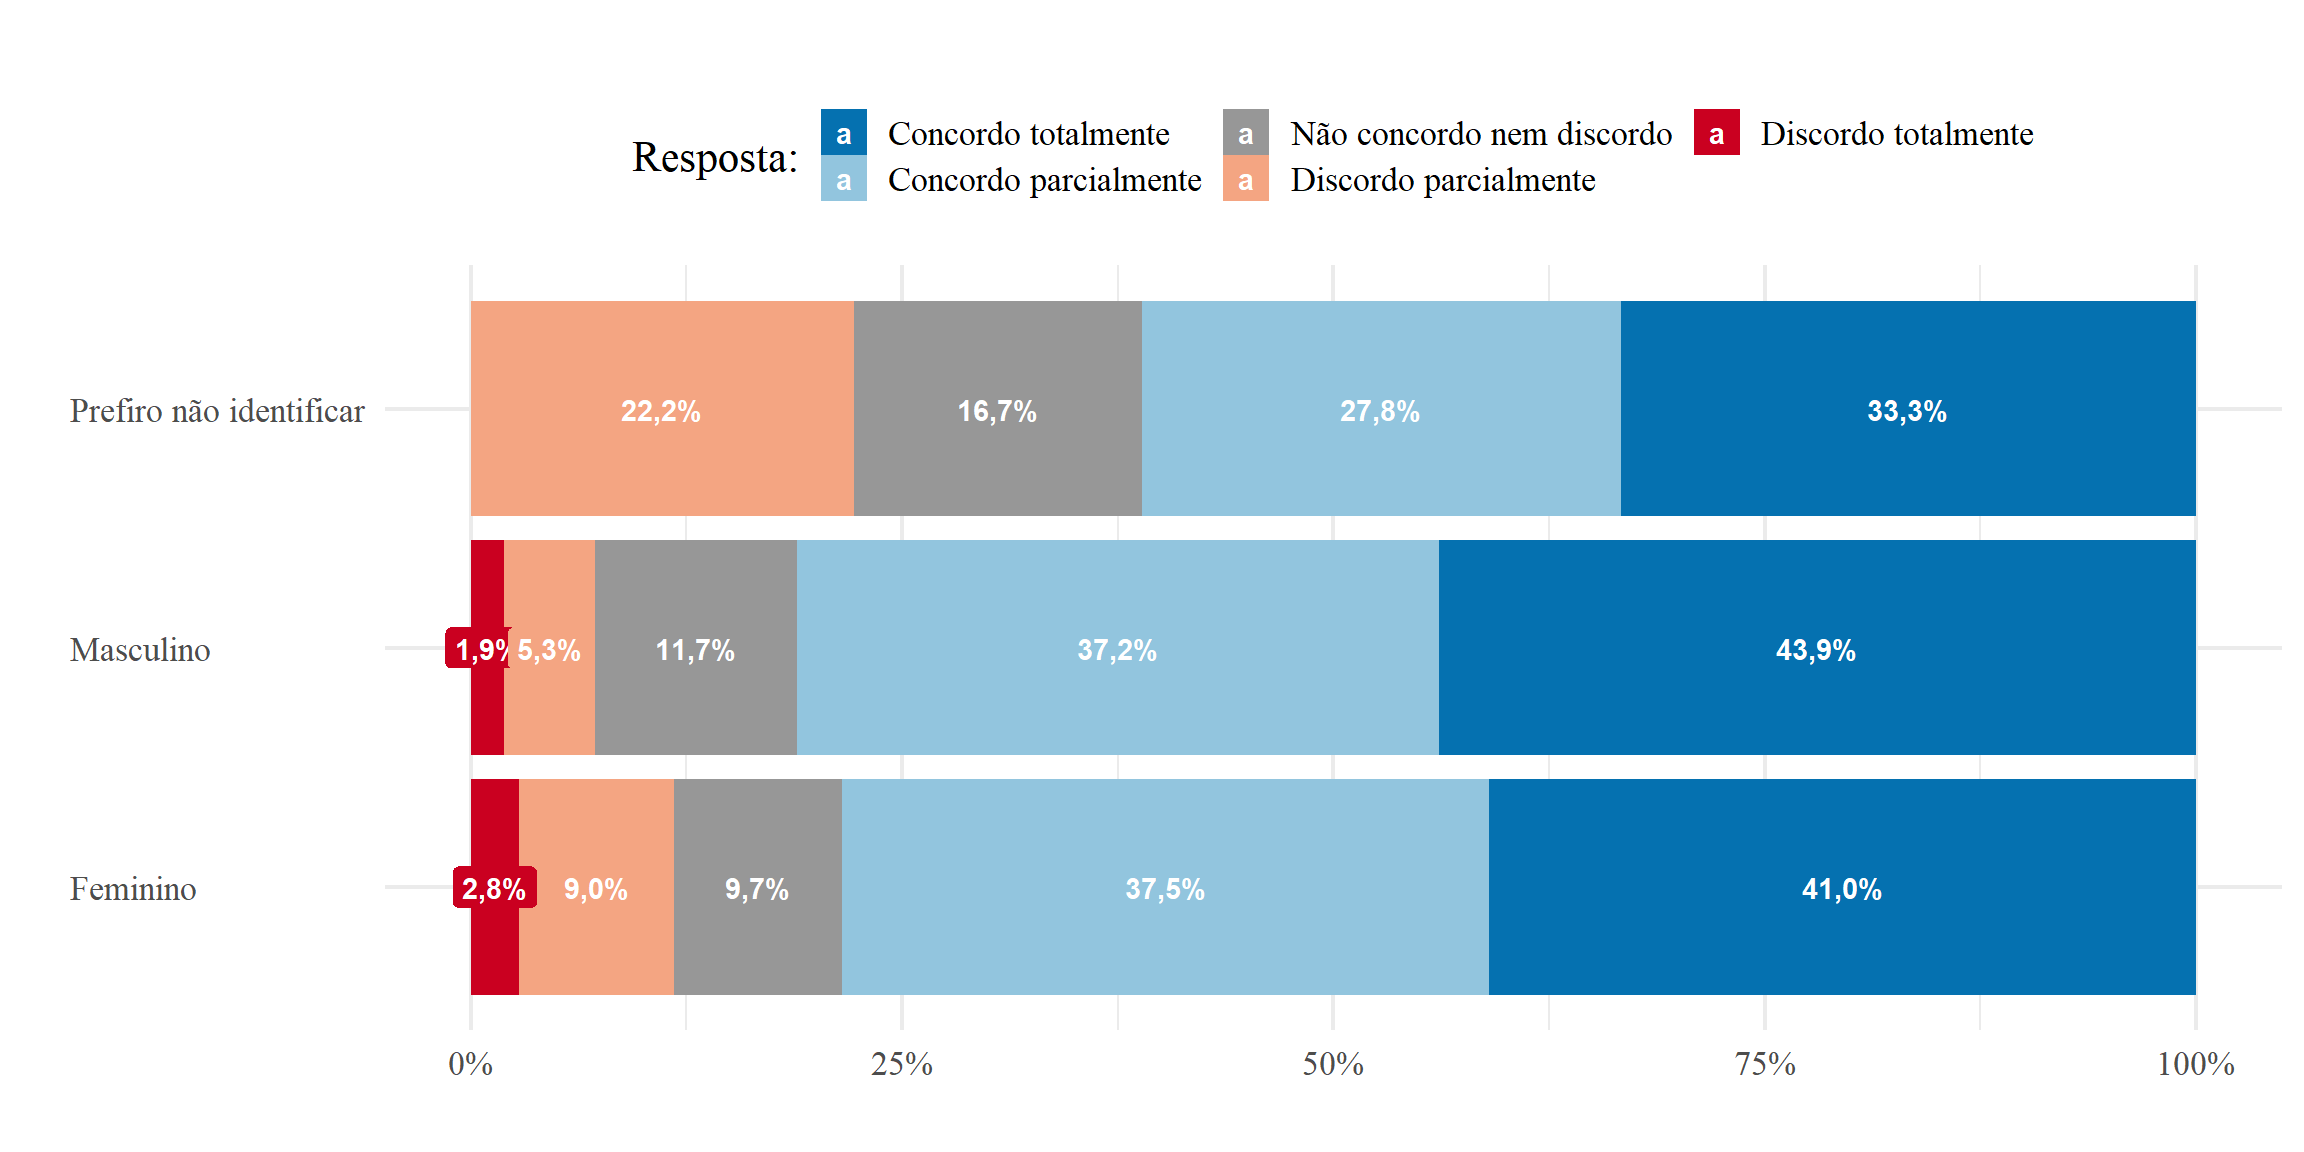 Resposta:
a Concordo totalmente
a Concordo parcialmente
a Não concordo nem discordo
a Discordo parcialmente
a Discordo totalmente
Prefiro não identificar
22,2% 16,7% 27,8% 33,3%
Masculino
1,9% 5,3% 11,7% 37,2% 43,9%
Feminino
2,8% 9,0% 9,7% 37,5% 41,0%
0% 25% 50% 75% 100%